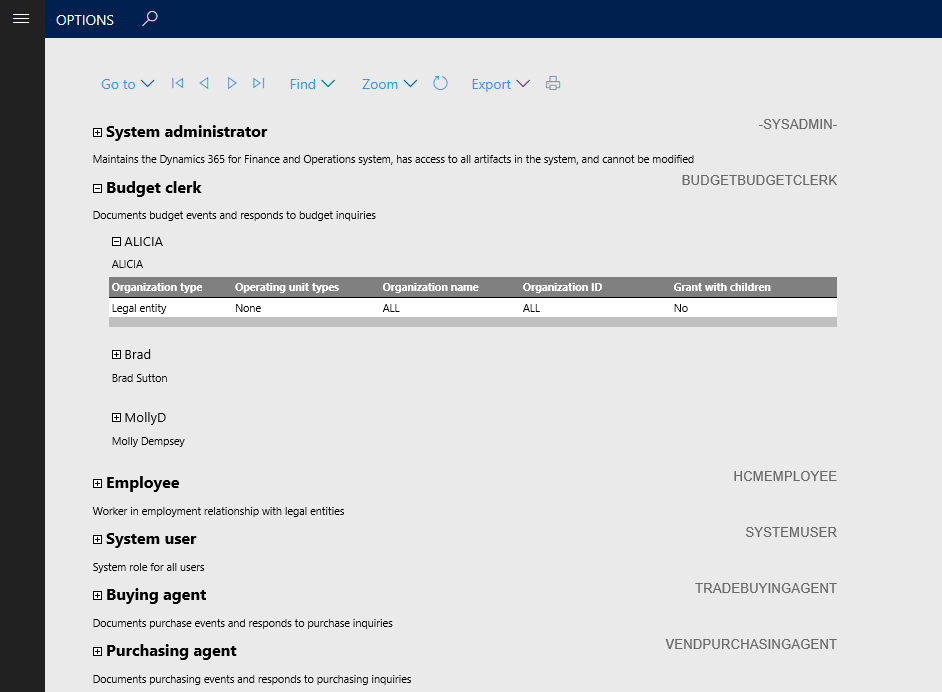 OPTIONS
Go to Find Zoom Export
System administrator -SYSADMIN-
Maintains the Dynamics 365 for Finance and Operations system, has access to all artifacts in the system, and cannot be modified
Budget clerk BUDGETBUDGETCLERK
Documents budget events and responds to budget inquiries
ALICIA
ALICIA
Organization type Operating unit types Organization name Organization ID Grant with children
Legal entity None ALL ALL No
Brad
Brad Sutton
MollyD
Molly Dempsey
Employee HCMEMPLOYEE
Worker in employment relationship with legal entities
System user SYSTEMUSER
System role for all users
Buying agent TRADEBUYINGAGENT
Documents purchase events and responds to purchase inquiries
Purchasing agent VENDPURCHASINGAGENT
Documents purchasing events and responds to purchasing inquiries